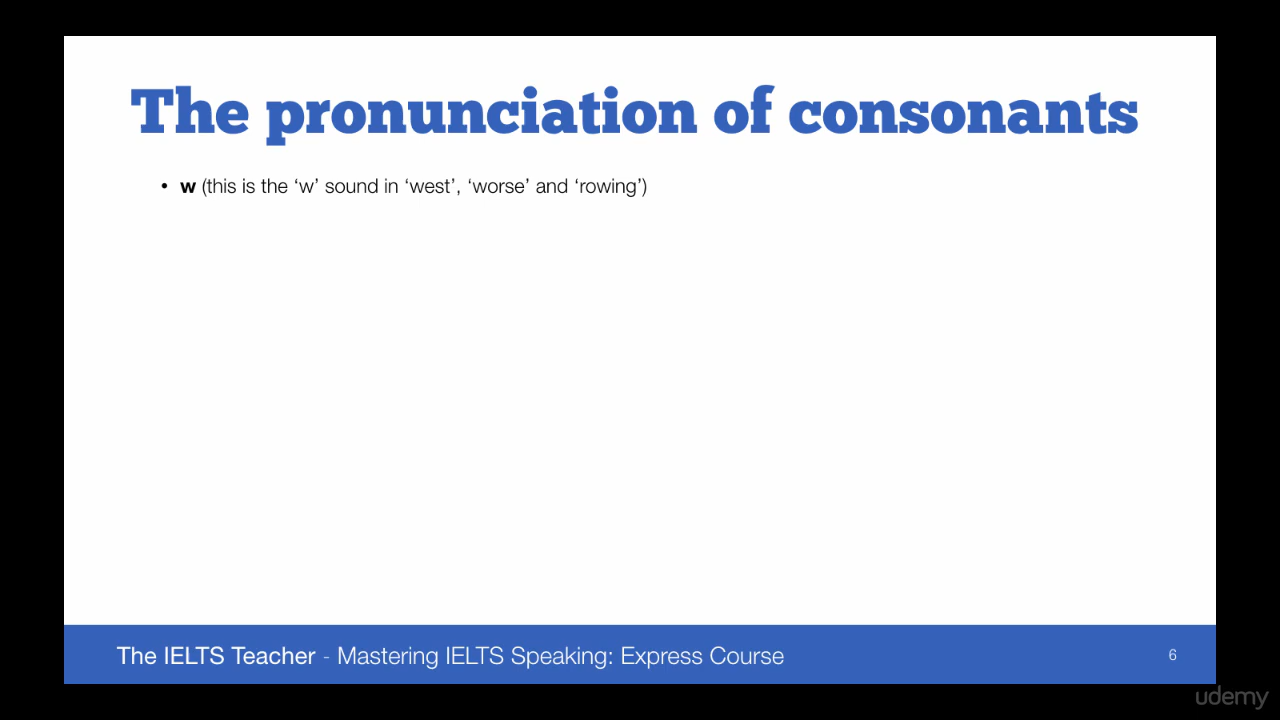 The pronunciation of consonants
• w (this is the ‘w’ sound in ‘west’, ‘worse’ and ‘rowing’)
The IELTS Teacher - Mastering IELTS Speaking: Express Course
6
udemy